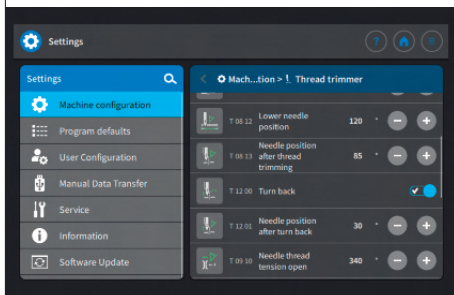 Settings
?
Settings
Mach...tion > Thread trimmer
Machine configuration
Program defaults
User Configuration
Manual Data Transfer
Service
Information
Software Update
T 08 12 Lower needle position 120 °
T 08 13 Needle position after thread trimming 85 °
T 12 00 Turn back
T 12 01 Needle position after turn back 30 °
T 09 10 Needle thread tension open 340 °